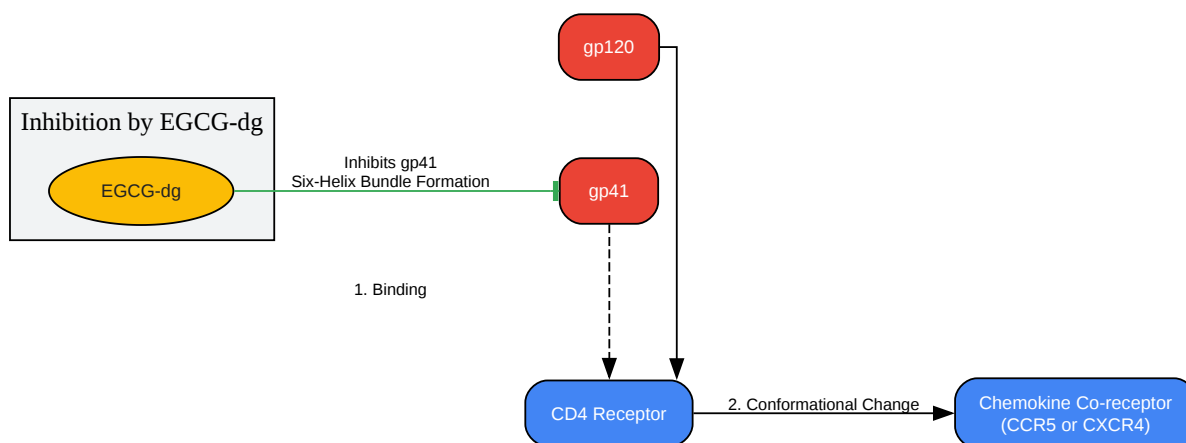 gp120
Inhibition by EGCG-dg
Inhibits gp41
Six-Helix Bundle Formation
EGCG-dg
gp41
1. Binding
CD4 Receptor
2. Conformational Change
Chemokine Co-receptor
(CCR5 or CXCR4)